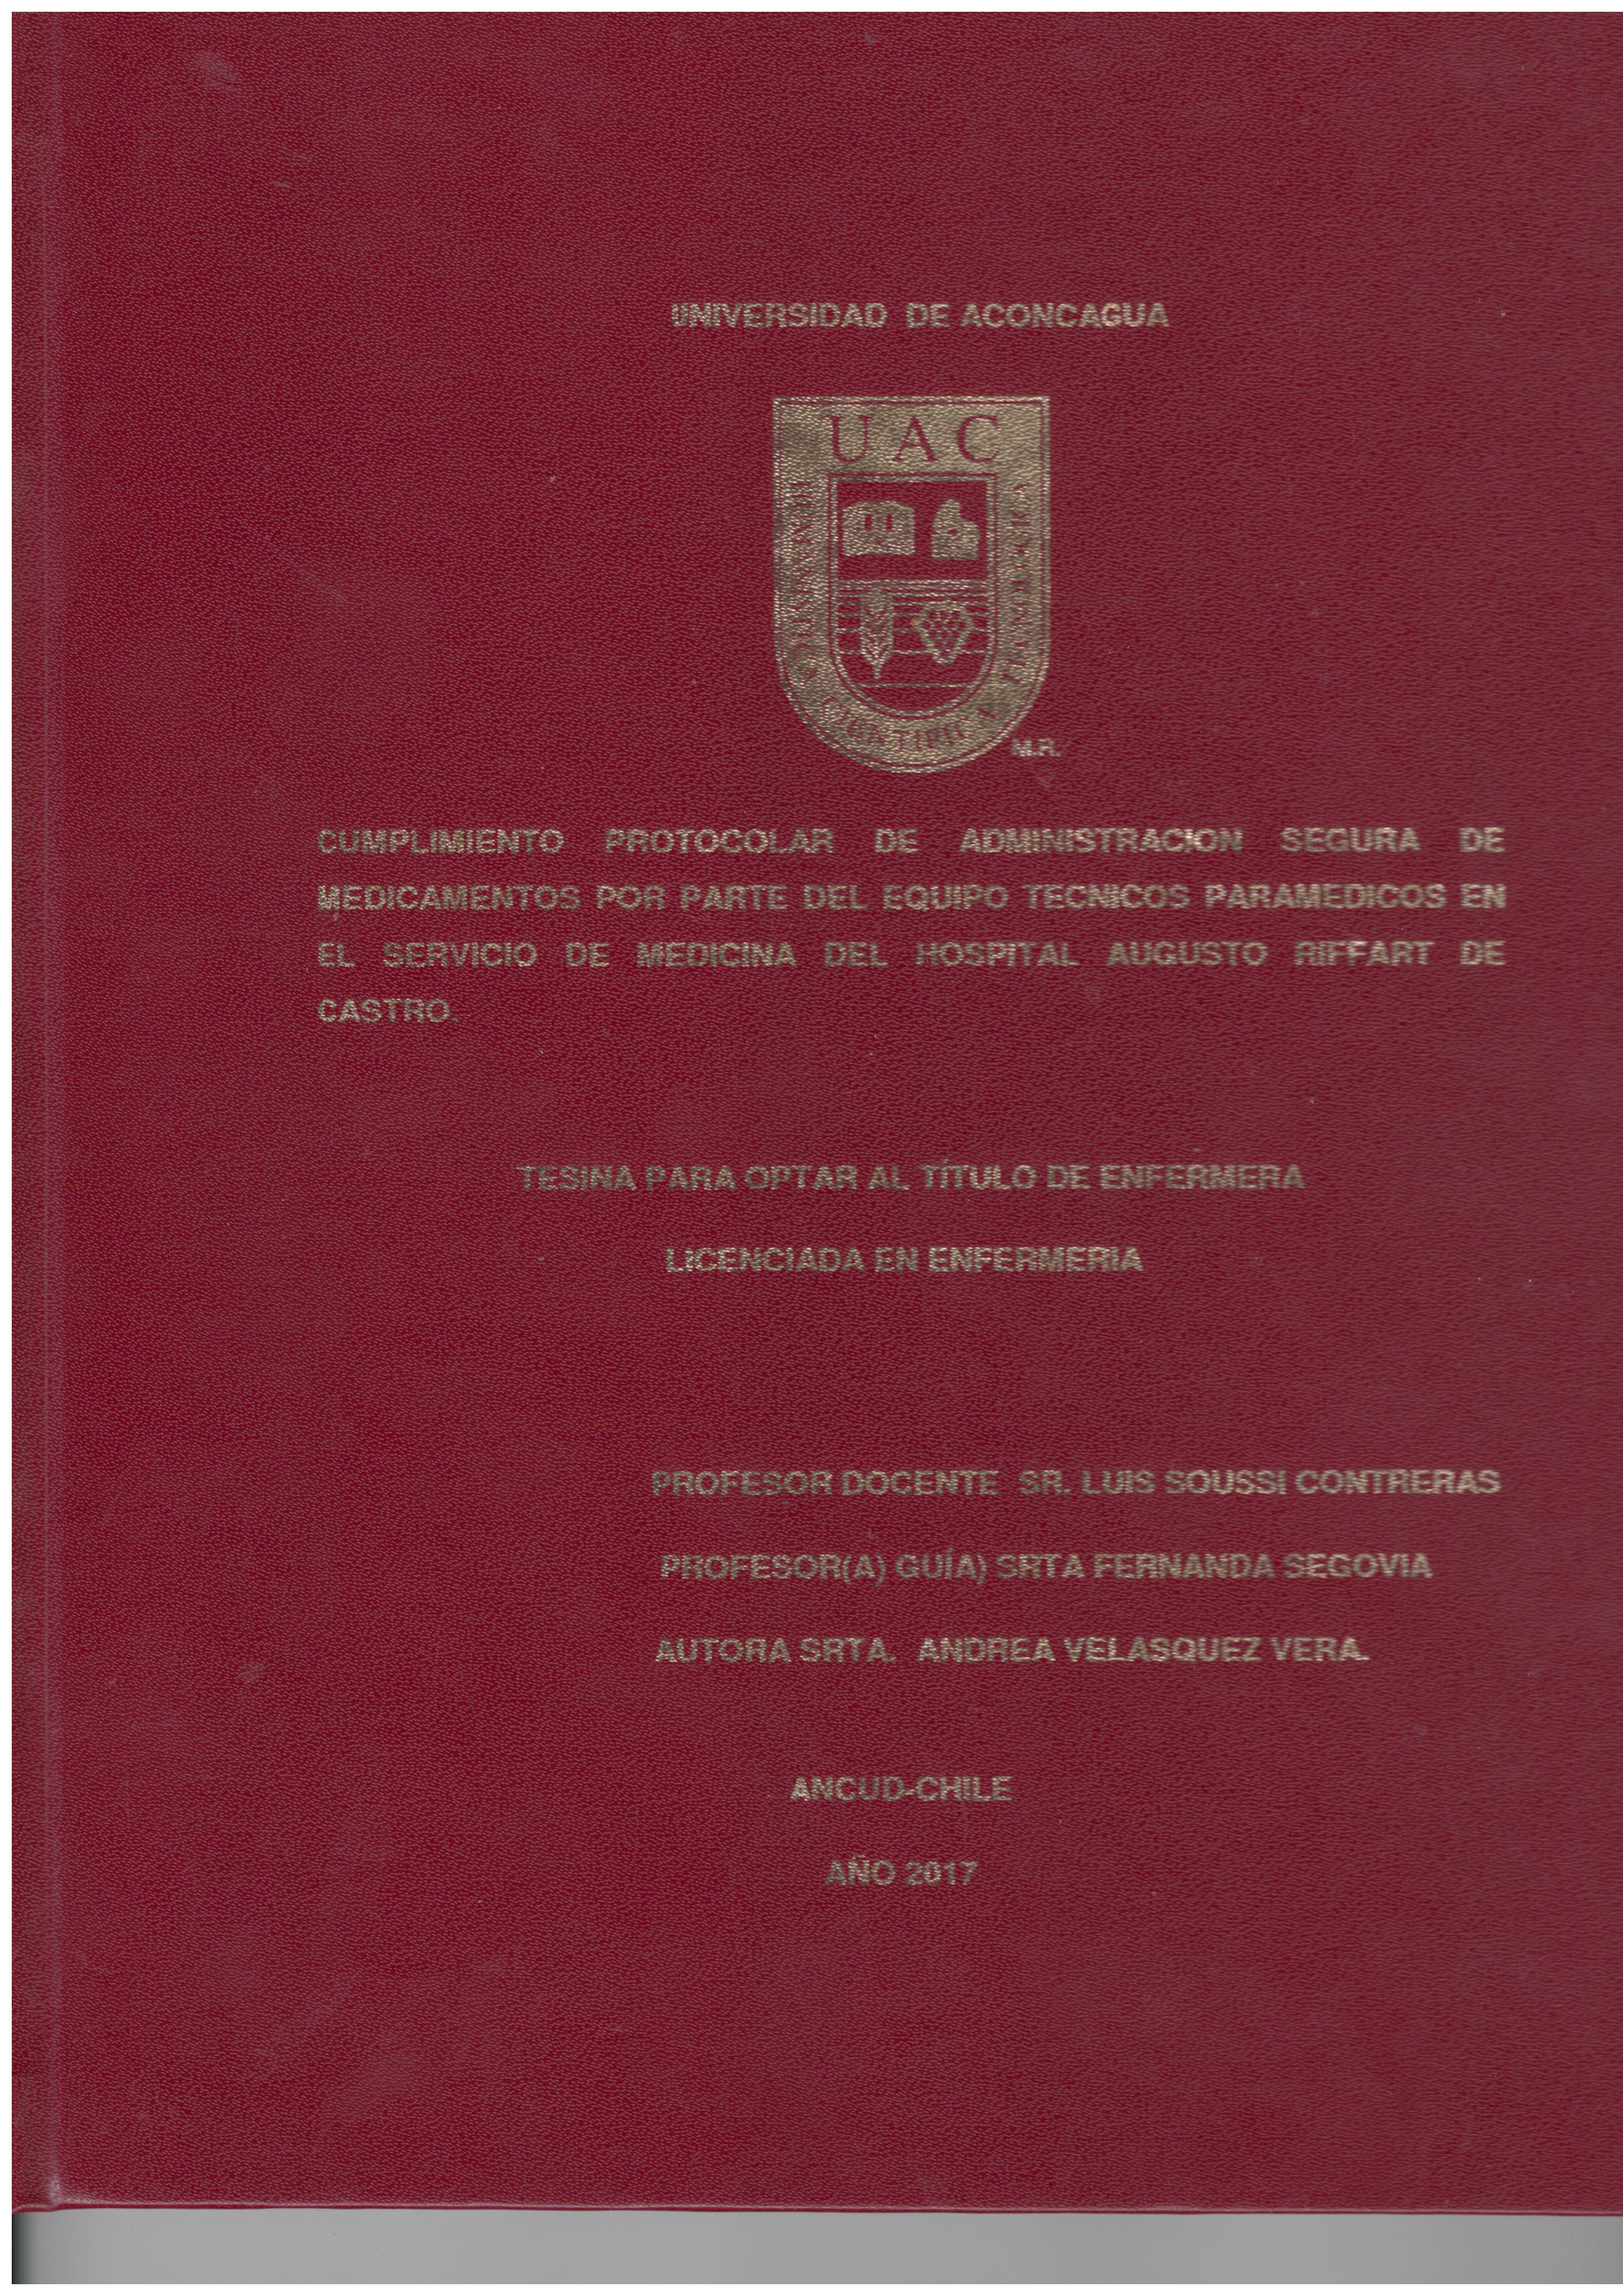 UNIVERSIDAD DE ACONCAGUA
UAC
M.R.
CUMPLIMIENTO PROTOCOLAR DE ADMINISTRACION SEGURA DE
MEDICAMENTOS POR PARTE DEL EQUIPO TECNICOS PARAMEDICOS EN
EL SERVICIO DE MEDICINA DEL HOSPITAL AUGUSTO RIFFART DE
CASTRO.
TESINA PARA OPTAR AL TÍTULO DE ENFERMERA
LICENCIADA EN ENFERMERIA
PROFESOR DOCENTE SR. LUIS SOUSSI CONTRERAS
PROFESOR(A) GUÍA) SRTA FERNANDA SEGOVIA
AUTORA SRTA. ANDREA VELASQUEZ VERA.
ANCUD-CHILE
AÑO 2017